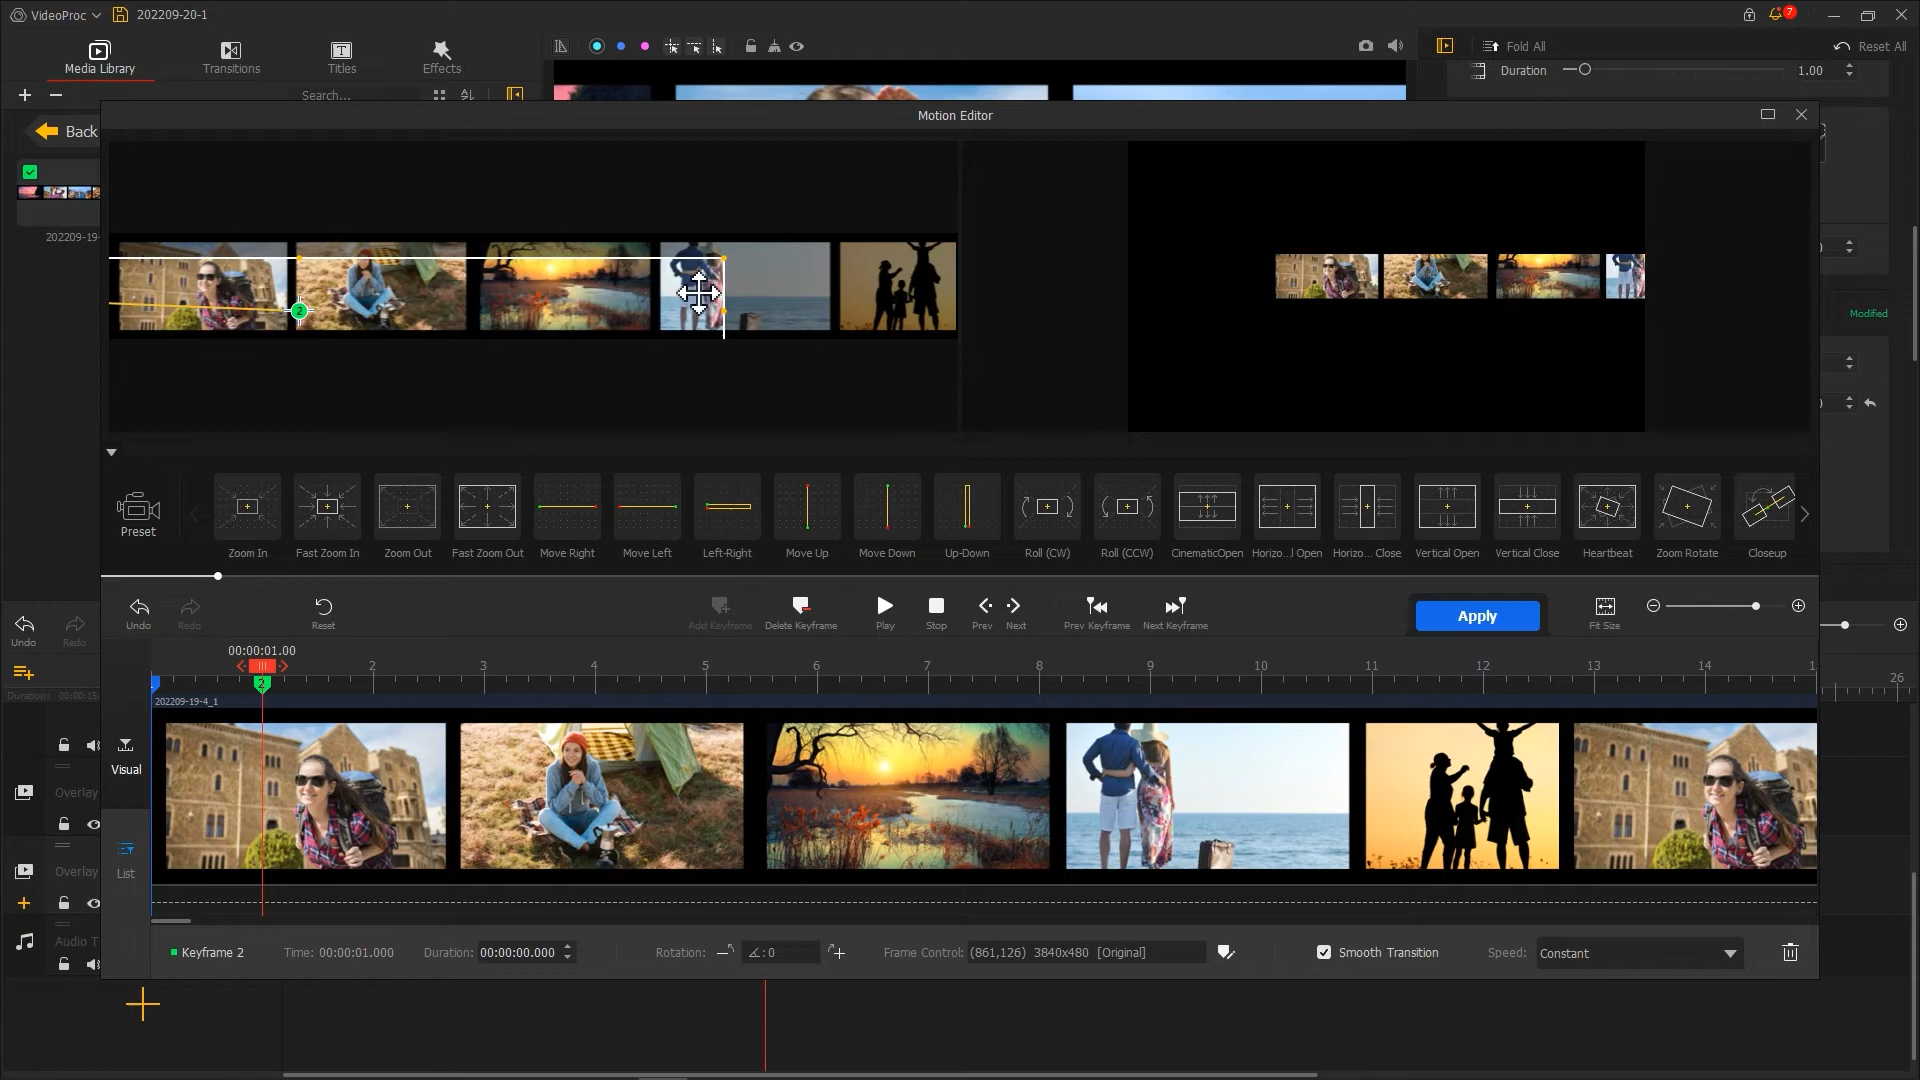 VideoProc
202209-20-1
7
Media Library
Transitions
Titles
Effects
Search...
Fold All
Reset All
Duration
1.00
Back
Motion Editor
202209-19-
2
Modified
Preset
Zoom In
Fast Zoom In
Zoom Out
Fast Zoom Out
Move Right
Move Left
Left-Right
Move Up
Move Down
Up-Down
Roll (CW)
Roll (CCW)
CinematicOpen
Horizo...l Open
Horizo... Close
Vertical Open
Vertical Close
Heartbeat
Zoom Rotate
Closeup
Undo
Redo
Undo
Redo
Reset
Add Keyframe
Delete Keyframe
Play
Stop
Prev
Next
Prev Keyframe
Next Keyframe
Apply
Fit Size
00:00:01.00
2 3 4 5 6 7 8 9 10 11 12 13 14
26
2
Duration: 00:00:15.
202209-19-4_1
Visual
List
Overlay
Overlay
Audio T
Keyframe 2
Time: 00:00:01.000
Duration: 00:00:00.000
Rotation:
∡:0
Frame Control: (861,126) 3840x480 [Original]
Smooth Transition
Speed: Constant